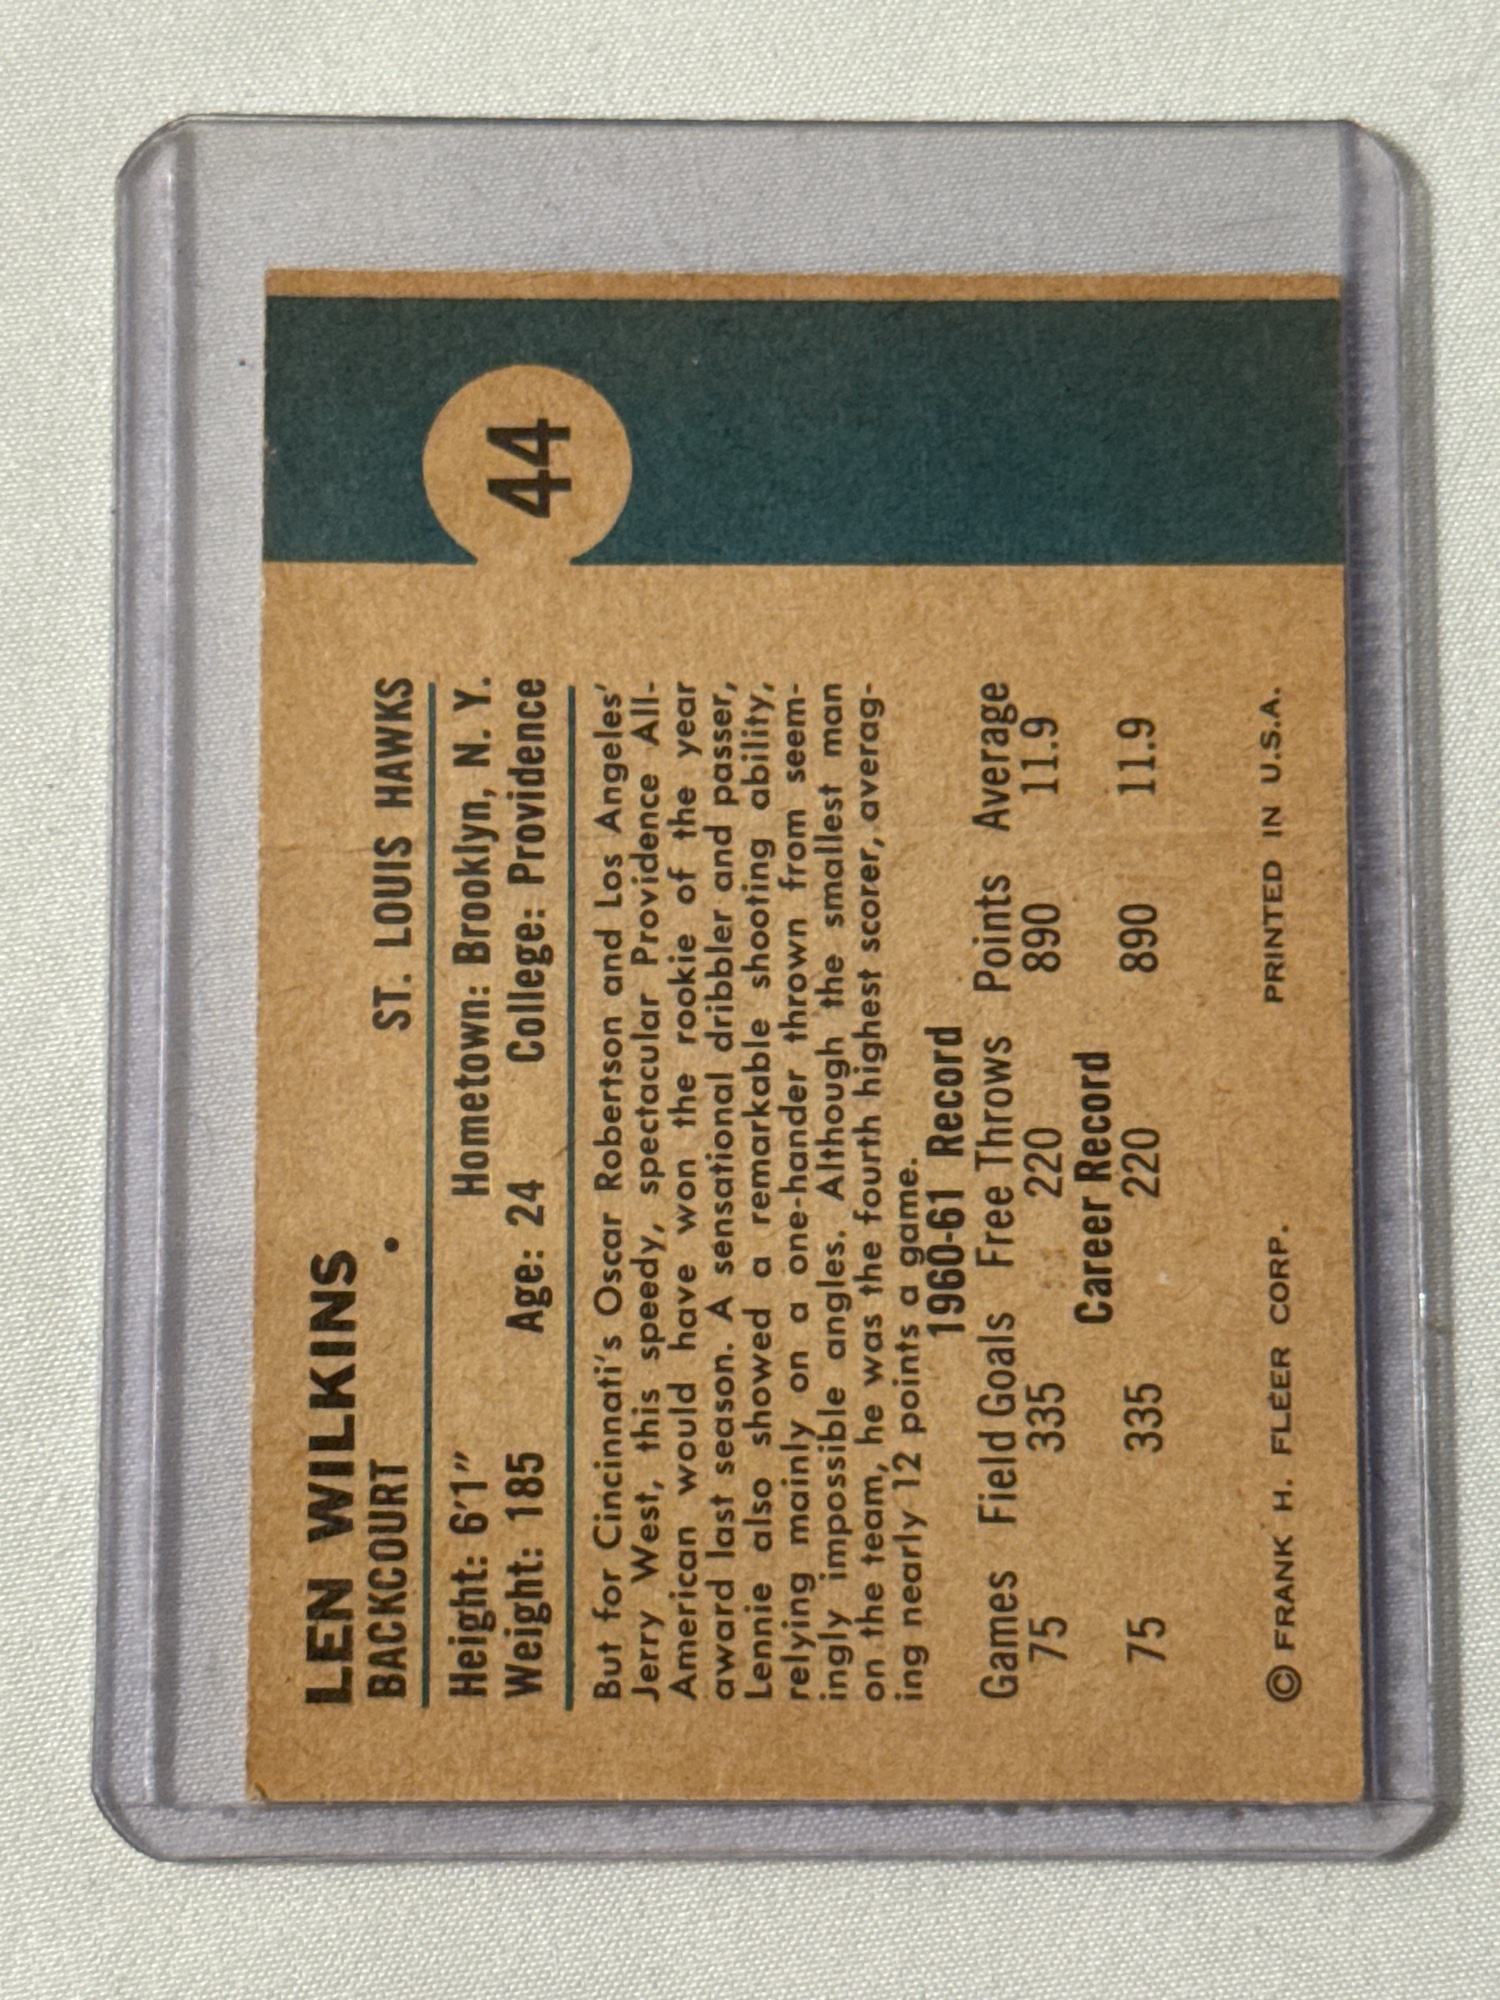 44
LEN WILKINS
BACKCOURT • ST. LOUIS HAWKS
Height: 6'1" Hometown: Brooklyn, N. Y.
Weight: 185 Age: 24 College: Providence
But for Cincinnati's Oscar Robertson and Los Angeles'
Jerry West, this speedy, spectacular Providence All-
American would have won the rookie of the year
award last season. A sensational dribbler and passer,
Lennie also showed a remarkable shooting ability,
relying mainly on a one-hander thrown from seem-
ingly impossible angles. Although the smallest man
on the team, he was the fourth highest scorer, averag-
ing nearly 12 points a game.
1960-61 Record
Games Field Goals Free Throws Points Average
75 335 220 890 11.9
Career Record
75 335 220 890 11.9
© FRANK H. FLEER CORP. PRINTED IN U.S.A.